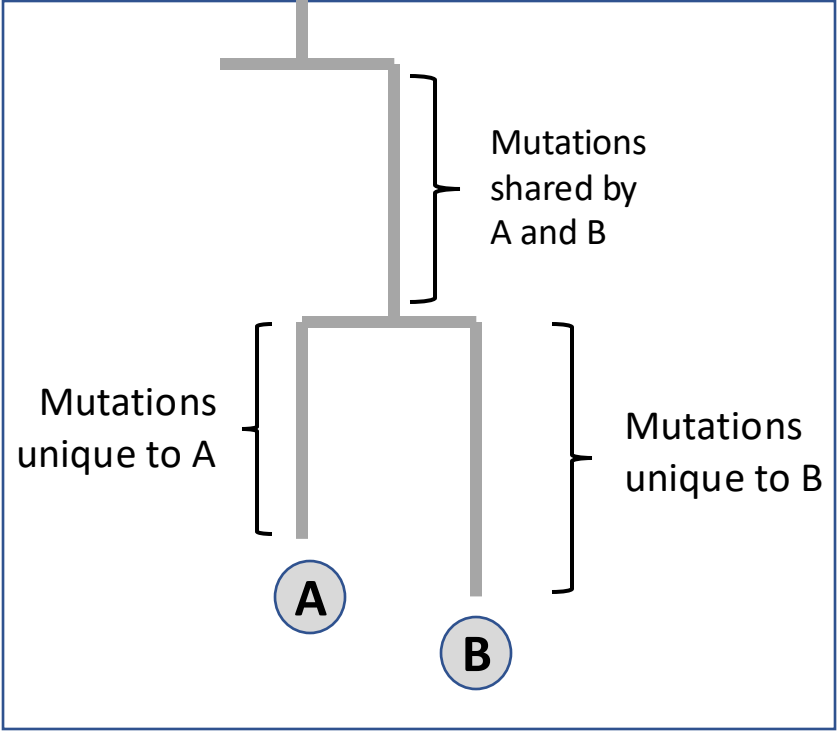 Mutations
shared by
A and B
Mutations
unique to A
Mutations
unique to B
A
B